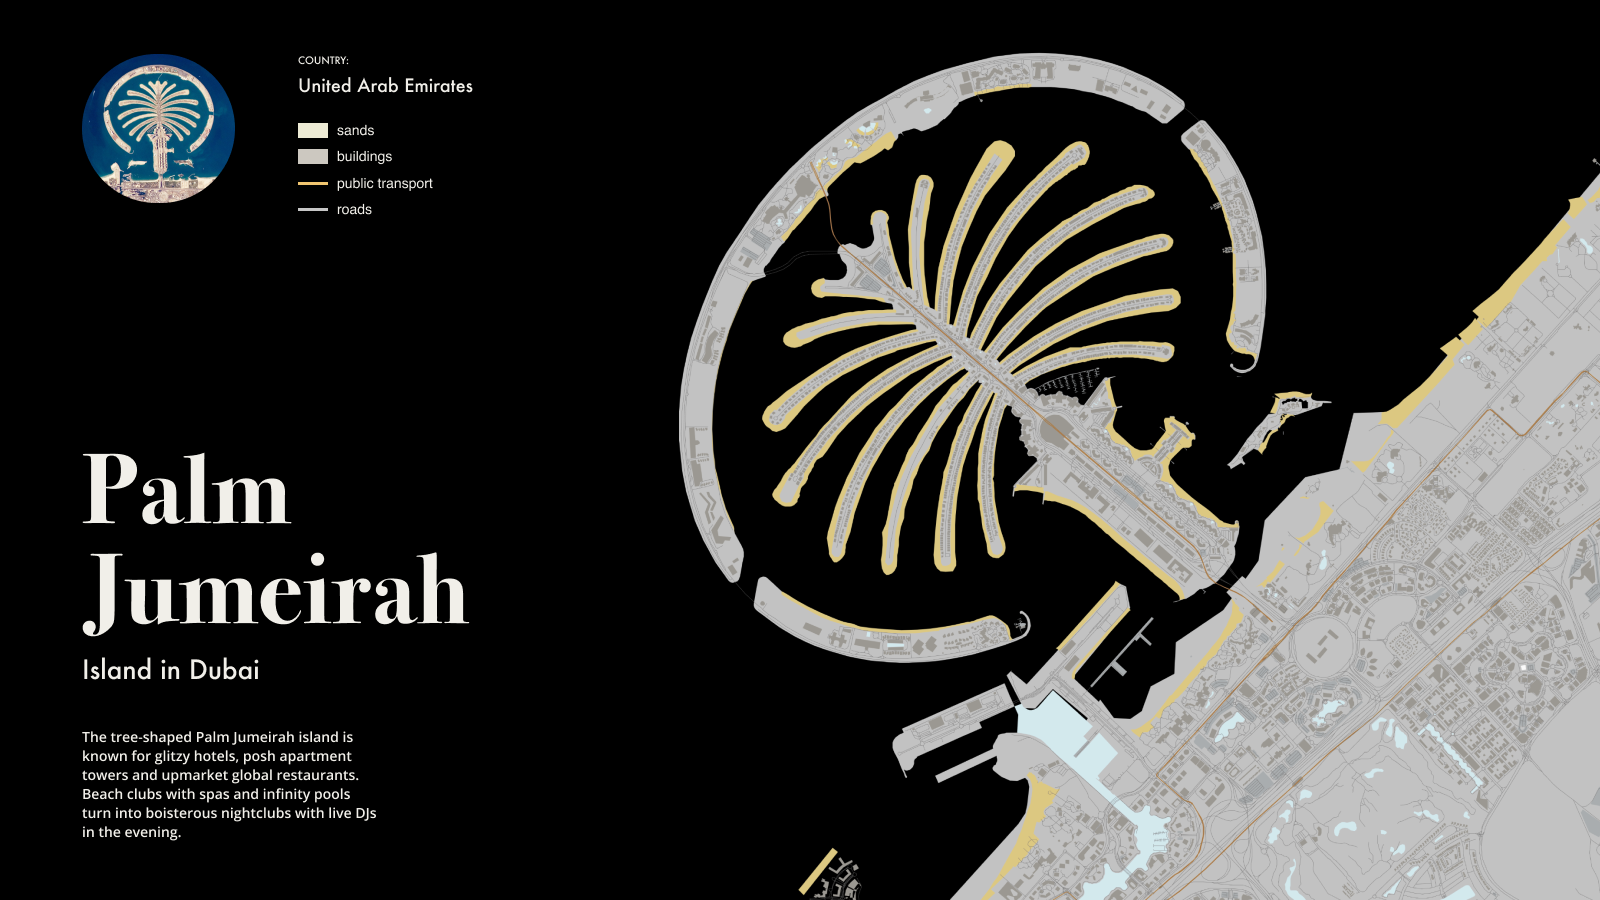 COUNTRY:
United Arab Emirates
sands
buildings
public transport
roads
Palm
Jumeirah
Island in Dubai
The tree-shaped Palm Jumeirah island is
known for glitzy hotels, posh apartment
towers and upmarket global restaurants.
Beach clubs with spas and infinity pools
turn into boisterous nightclubs with live DJs
in the evening.